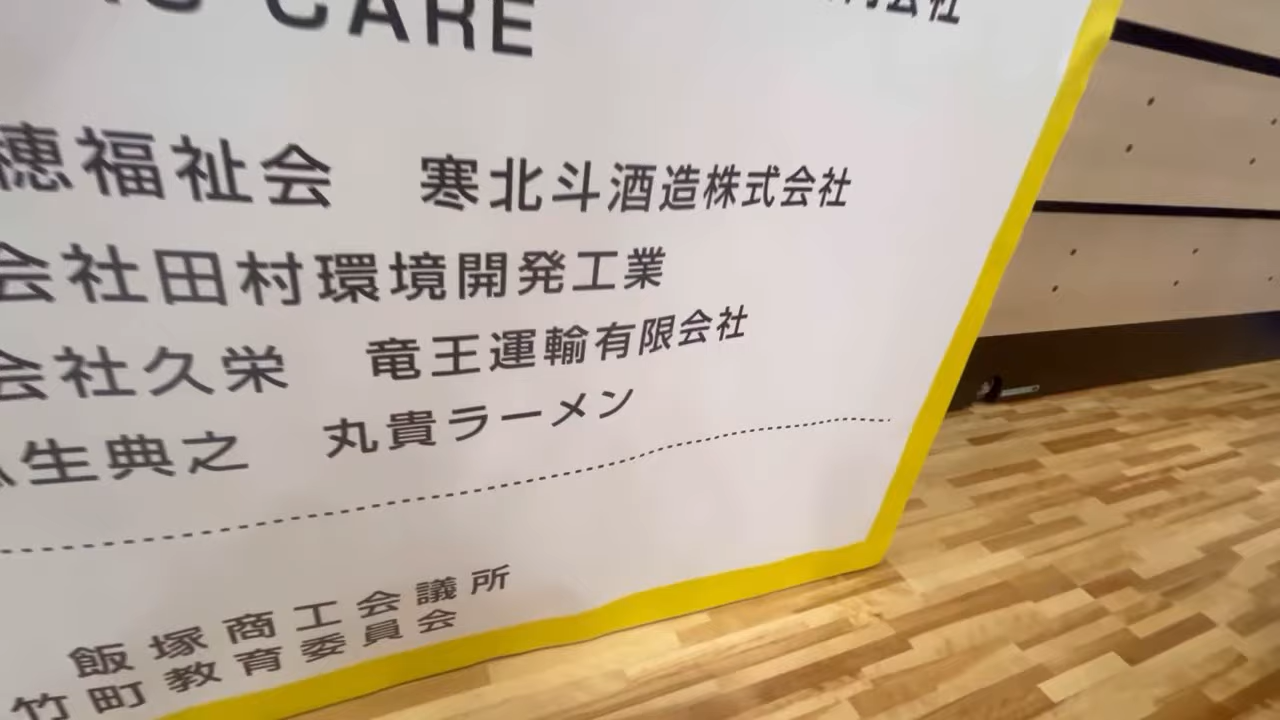 CARE
穂福祉会　寒北斗酒造株式会社
会社田村環境開発工業
会社久栄　竜王運輸有限会社
生典之　丸貴ラーメン
飯塚商工会議所
竹町教育委員会